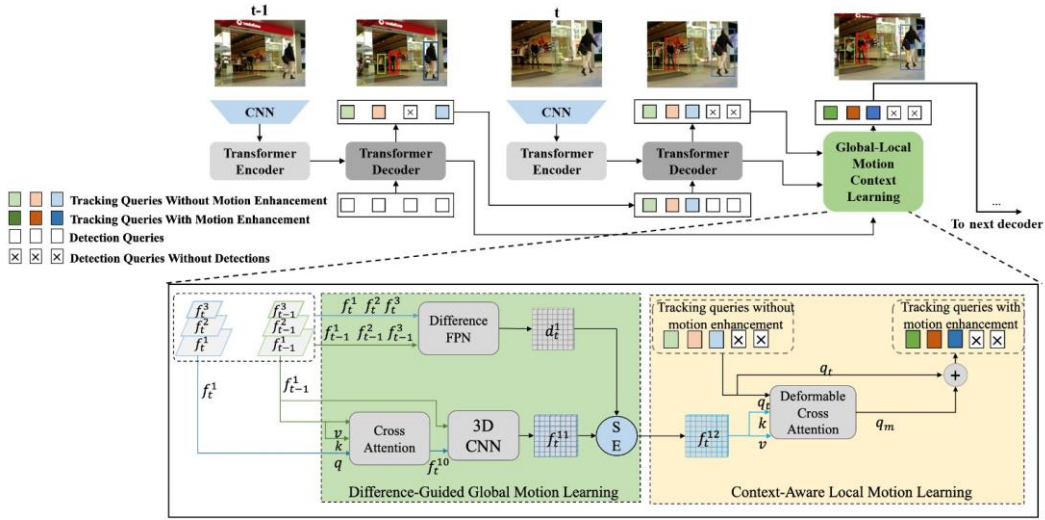 t-1
t
CNN
CNN
Transformer
Encoder
Transformer
Decoder
Transformer
Encoder
Transformer
Decoder
Global-Local
Motion
Context
Learning
...
To next decoder
Tracking Queries Without Motion Enhancement
Tracking Queries With Motion Enhancement
Detection Queries
Detection Queries Without Detections
f_t^3
f_t^2
f_t^1
f_{t-1}^3
f_{t-1}^2
f_{t-1}^1
f_t^1 f_t^2 f_t^3
f_{t-1}^1 f_{t-1}^2 f_{t-1}^3
Difference
FPN
d_t^1
f_t^1
f_{t-1}^1
v
k
q
Cross
Attention
f_t^{10}
3D
CNN
f_t^{11}
S
E
Difference-Guided Global Motion Learning
Tracking queries without
motion enhancement
Tracking queries with
motion enhancement
q_t
q_t
k
v
Deformable
Cross
Attention
q_m
+
f_t^{12}
Context-Aware Local Motion Learning